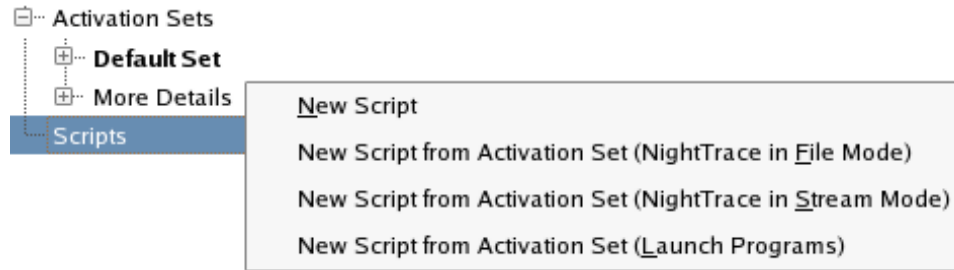 Activation Sets
Default Set
More Details
Scripts
New Script
New Script from Activation Set (NightTrace in File Mode)
New Script from Activation Set (NightTrace in Stream Mode)
New Script from Activation Set (Launch Programs)